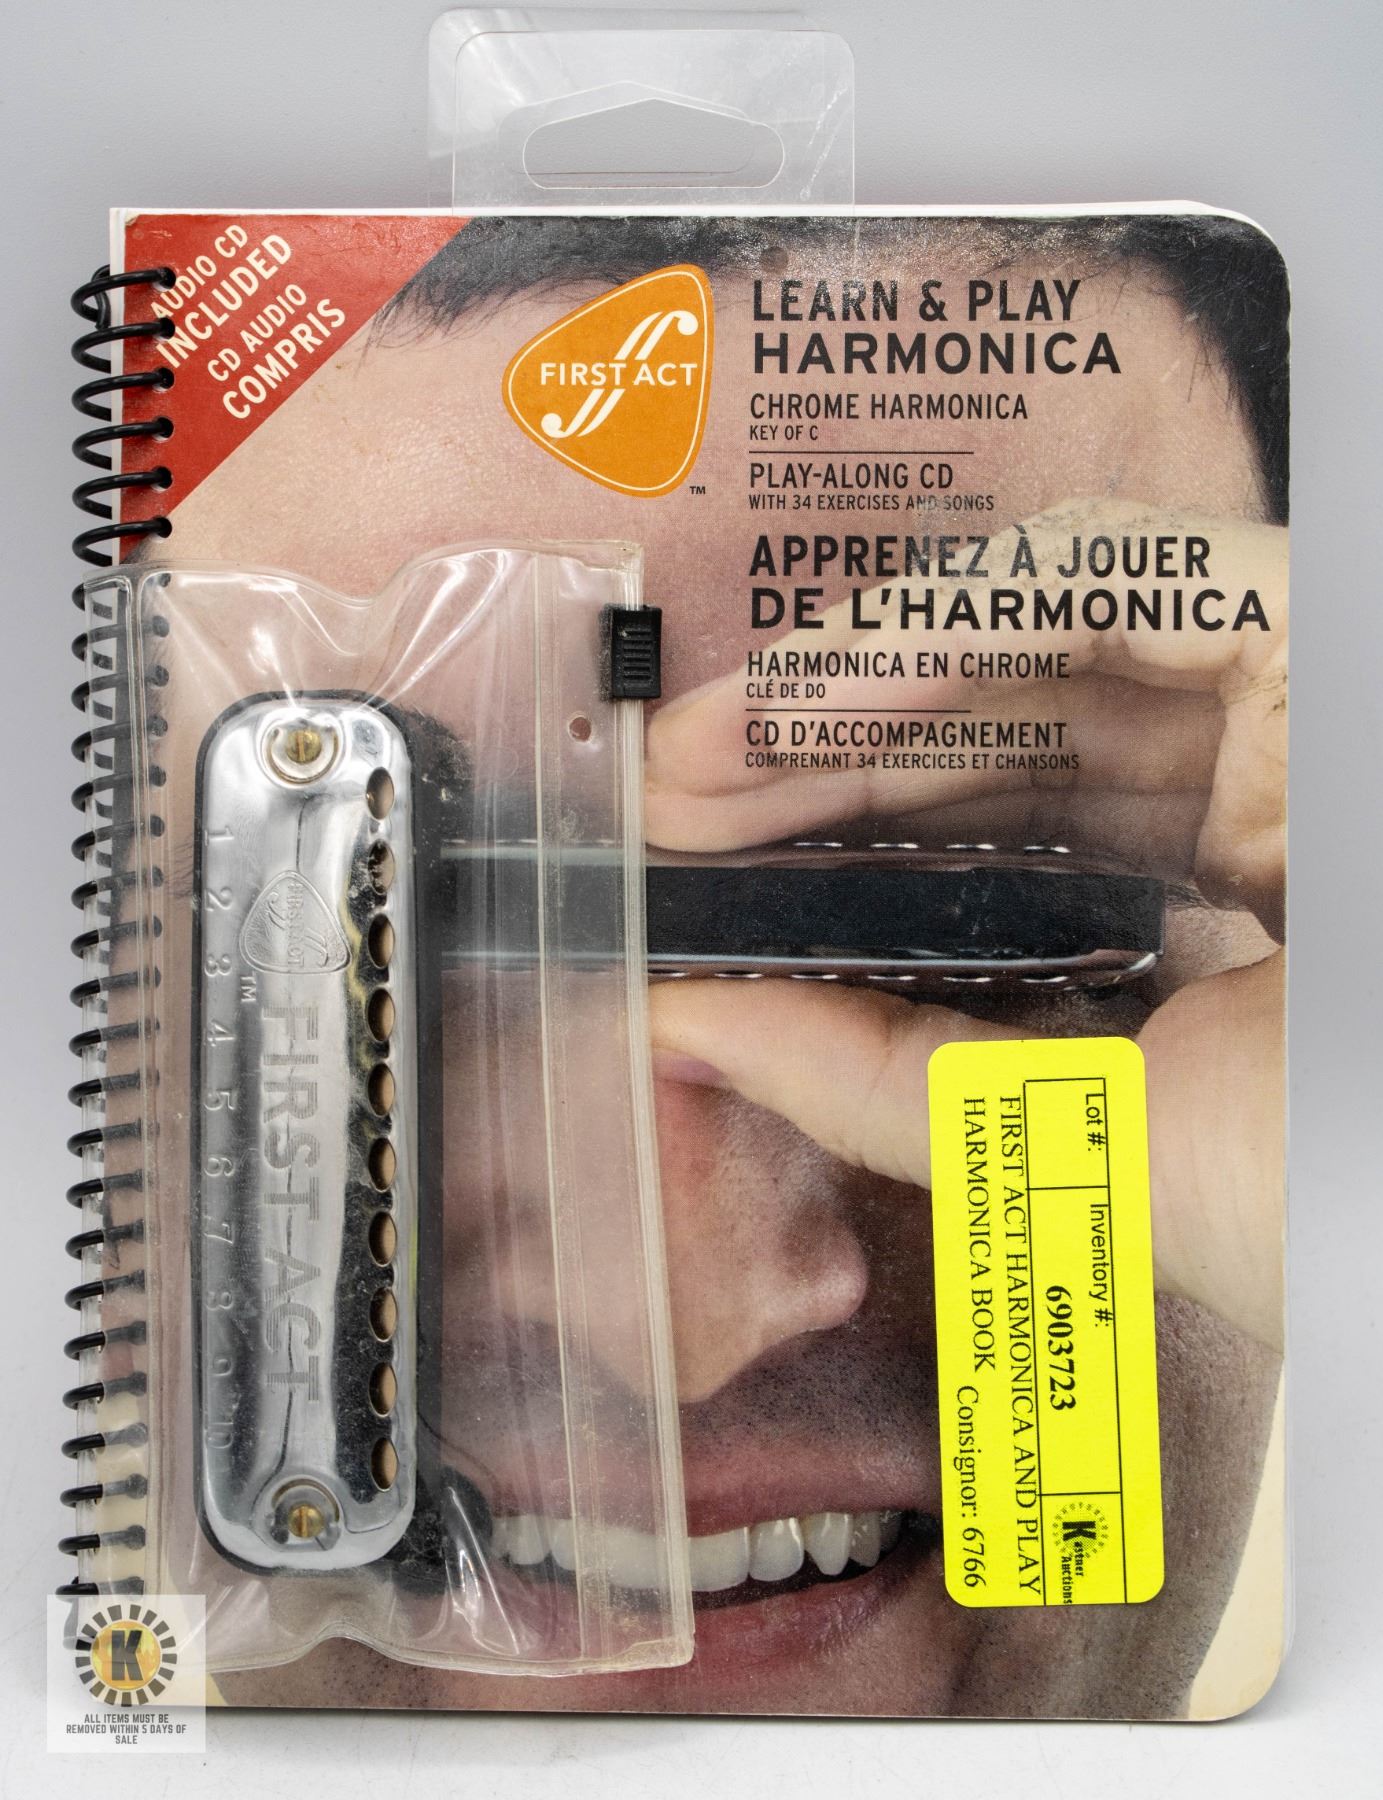 AUDIO CD
INCLUDED
CD AUDIO
COMPRIS
FIRST ACT
TM
LEARN & PLAY
HARMONICA
CHROME HARMONICA
KEY OF C
PLAY-ALONG CD
WITH 34 EXERCISES AND SONGS
APPRENEZ À JOUER
DE L'HARMONICA
HARMONICA EN CHROME
CLÉ DE DO
CD D'ACCOMPAGNEMENT
COMPRENANT 34 EXERCICES ET CHANSONS
1 2 3 4 5 6 7 8 9 10
FIRST ACT
TM
FIRST ACT
Lot #:
Inventory #:
6903723
Kastner
Auctions
FIRST ACT HARMONICA AND PLAY
HARMONICA BOOK Consignor: 6766
K
ALL ITEMS MUST BE
REMOVED WITHIN 5 DAYS OF
SALE